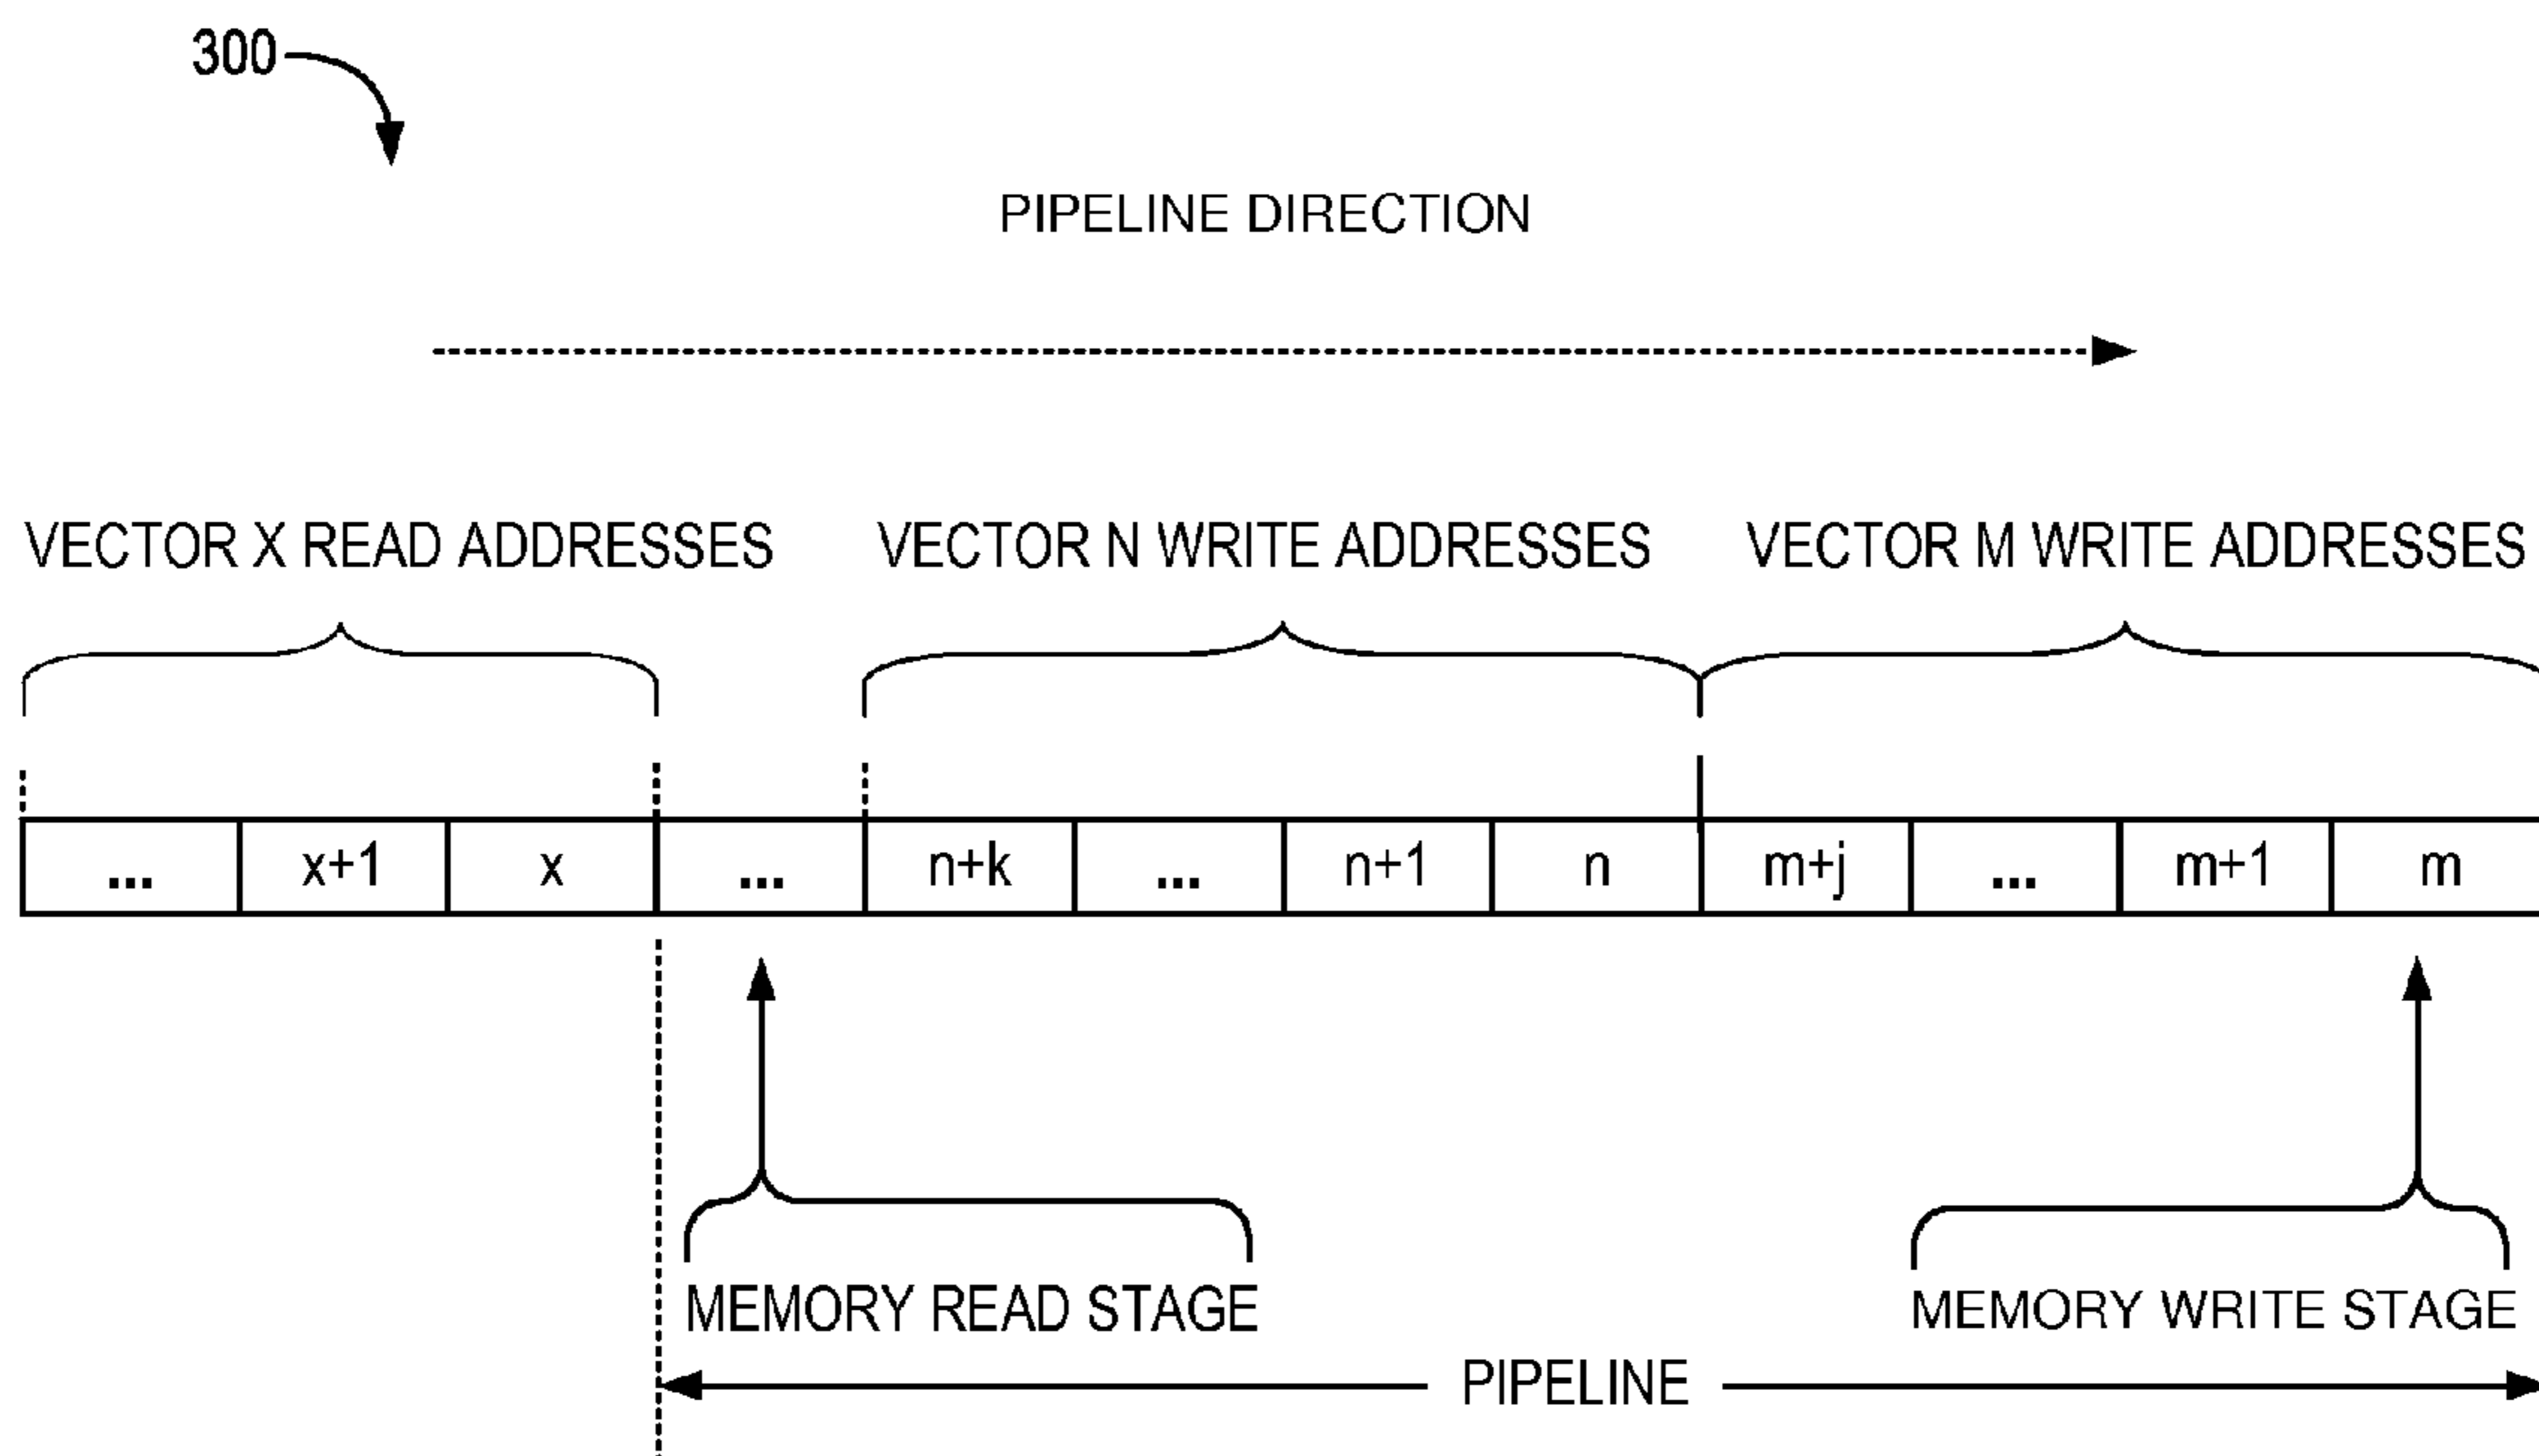 300
PIPELINE DIRECTION
VECTOR X READ ADDRESSES VECTOR N WRITE ADDRESSES VECTOR M WRITE ADDRESSES
... x+1 x ... n+k ... n+1 n m+j ... m+1 m
MEMORY READ STAGE MEMORY WRITE STAGE
PIPELINE